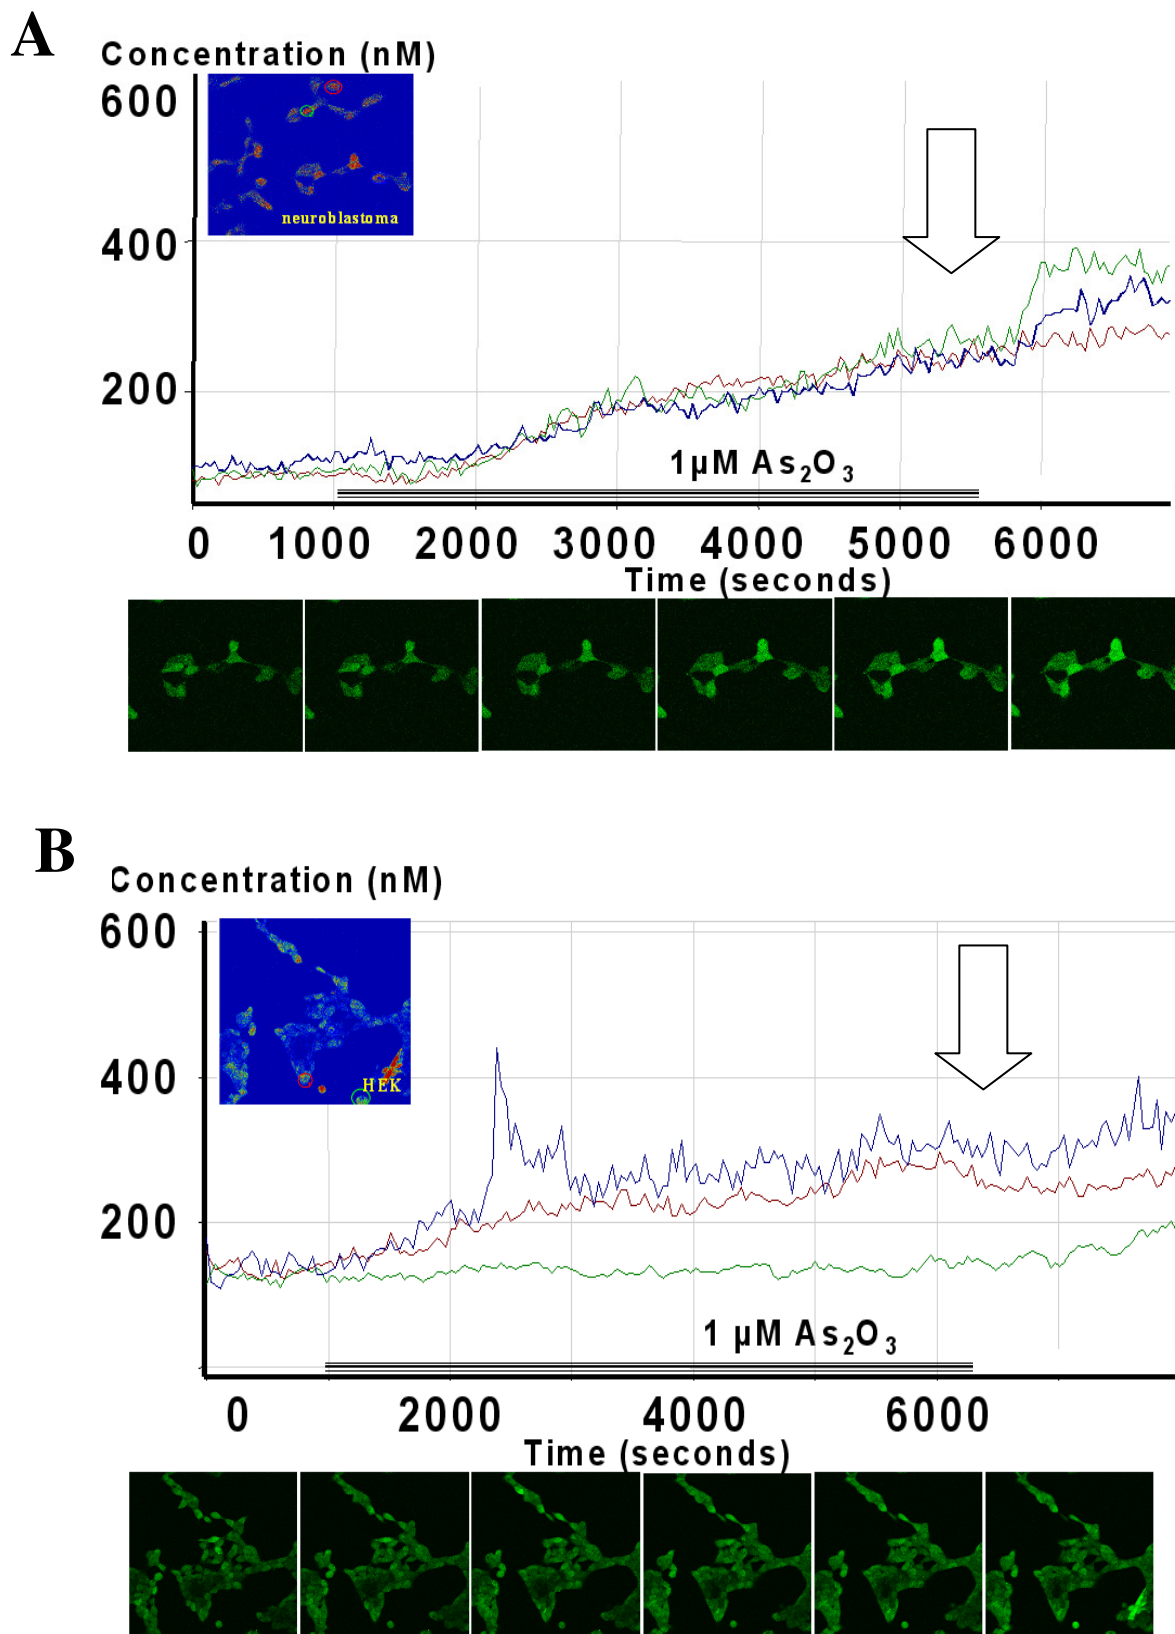 A
Concentration (nM)
600
neuroblastoma
400
200
1µM As₂O₃
0 1000 2000 3000 4000 5000 6000
Time (seconds)
B
Concentration (nM)
600
HEK
400
200
1 µM As₂O₃
0 2000 4000 6000
Time (seconds)